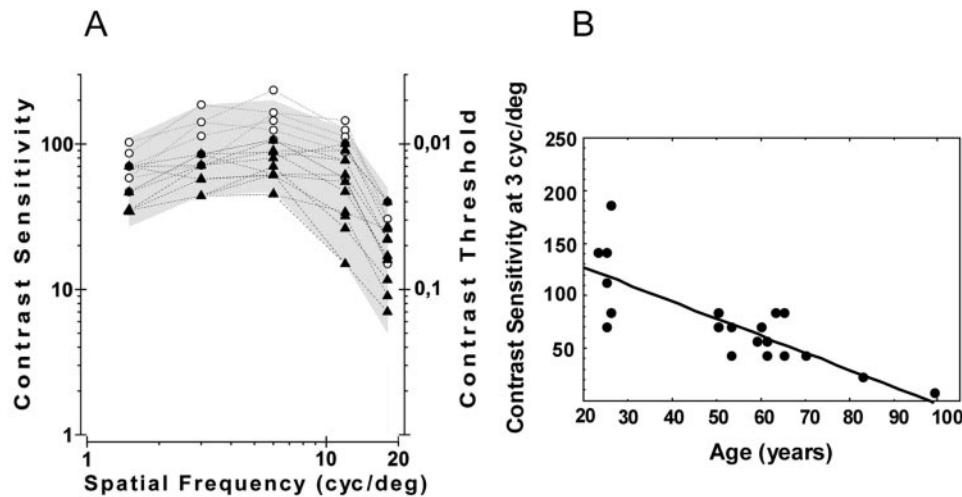 A
B
Contrast Sensitivity
100
10
1
0,01
0,1
Contrast Threshold
1
10
20
Spatial Frequency (cyc/deg)
Contrast Sensitivity at 3 cyc/deg
250
200
150
100
50
20 30 40 50 60 70 80 90 100
Age (years)